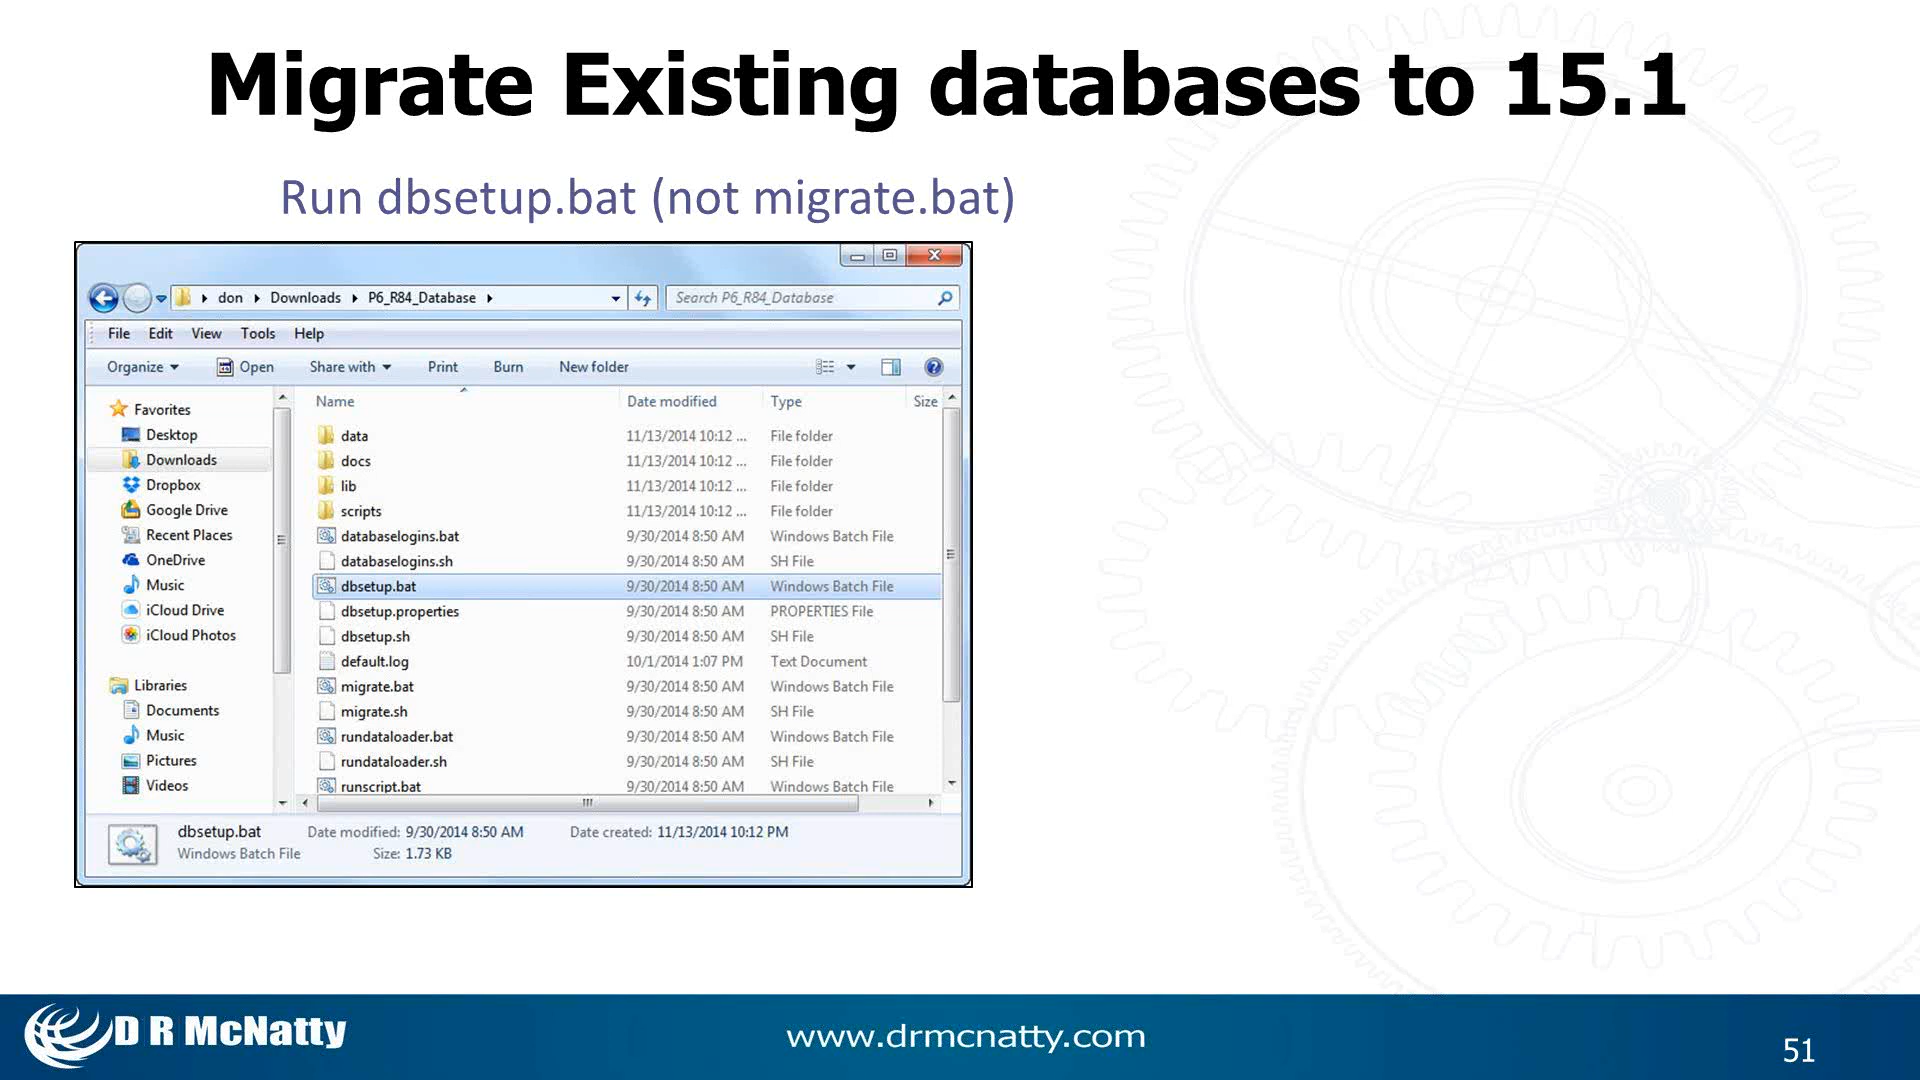 Migrate Existing databases to 15.1
Run dbsetup.bat (not migrate.bat)
don Downloads P6_R84_Database
Search P6_R84_Database
File Edit View Tools Help
Organize Open Share with Print Burn New folder
Name Date modified Type Size
Favorites
Desktop
Downloads
Dropbox
Google Drive
Recent Places
OneDrive
Music
iCloud Drive
iCloud Photos
Libraries
Documents
Music
Pictures
Videos
data 11/13/2014 10:12 ... File folder
docs 11/13/2014 10:12 ... File folder
lib 11/13/2014 10:12 ... File folder
scripts 11/13/2014 10:12 ... File folder
databaselogins.bat 9/30/2014 8:50 AM Windows Batch File
databaselogins.sh 9/30/2014 8:50 AM SH File
dbsetup.bat 9/30/2014 8:50 AM Windows Batch File
dbsetup.properties 9/30/2014 8:50 AM PROPERTIES File
dbsetup.sh 9/30/2014 8:50 AM SH File
default.log 10/1/2014 1:07 PM Text Document
migrate.bat 9/30/2014 8:50 AM Windows Batch File
migrate.sh 9/30/2014 8:50 AM SH File
rundataloader.bat 9/30/2014 8:50 AM Windows Batch File
rundataloader.sh 9/30/2014 8:50 AM SH File
runscript.bat 9/30/2014 8:50 AM Windows Batch File
dbsetup.bat Date modified: 9/30/2014 8:50 AM Date created: 11/13/2014 10:12 PM
Windows Batch File Size: 1.73 KB
D R McNatty
www.drmcnatty.com
51